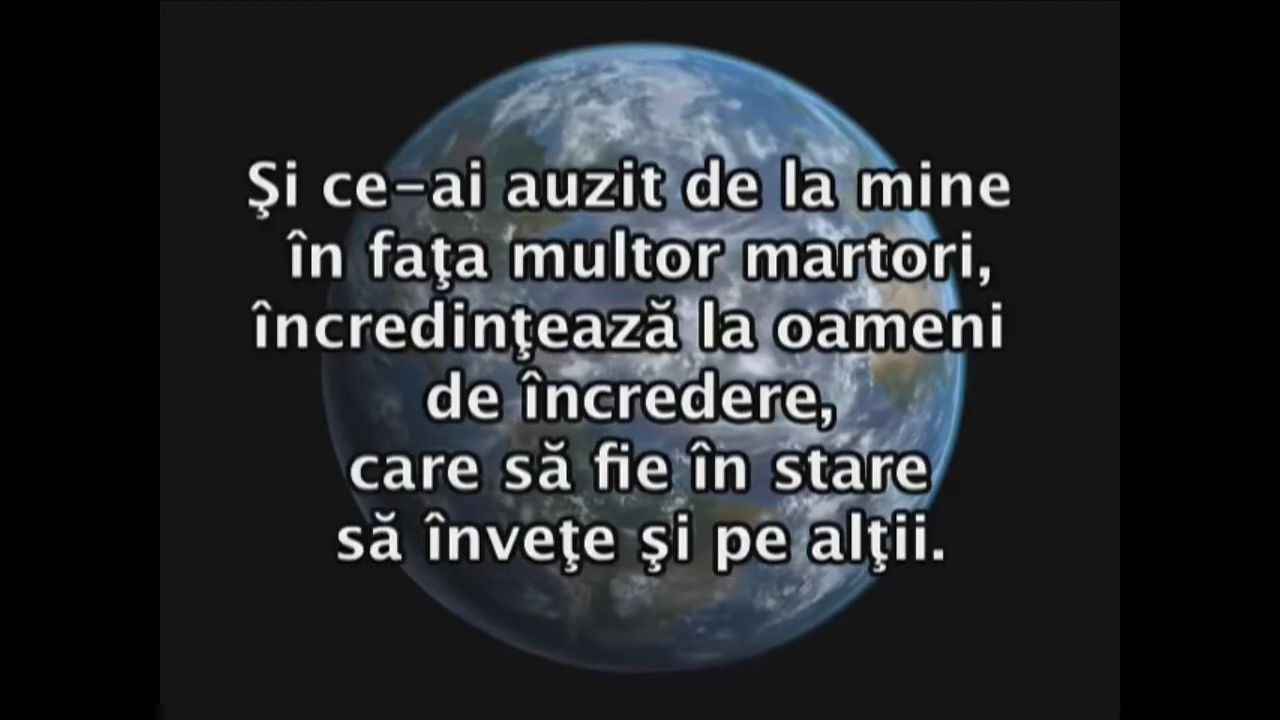 Şi ce-ai auzit de la mine
în faţa multor martori,
încredinţează la oameni
de încredere,
care să fie în stare
să înveţe şi pe alţii.